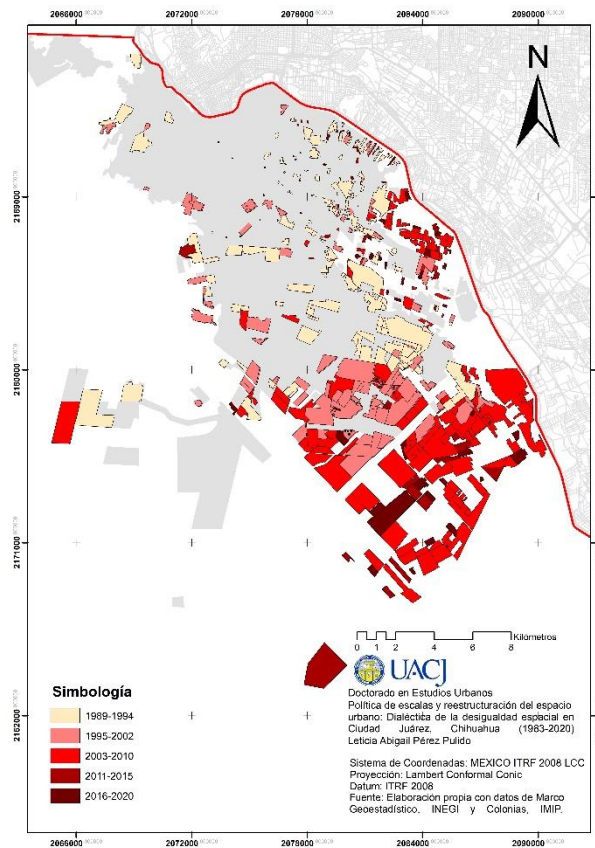 2066000 2072000 2078000 2084000 2090000
N
2189000
2180000
2171000
2162000
0 1 2 4 6 8 Kilómetros
UACJ
Doctorado en Estudios Urbanos
Política de escalas y reestructuración del espacio
urbano: Dialéctica de la desigualdad espacial en
Ciudad Juárez, Chihuahua (1983-2020)
Leticia Abigail Pérez Pulido
Sistema de Coordenadas: MEXICO ITRF 2008 LCC
Proyección: Lambert Conformal Conic
Datum: ITRF 2008
Fuente: Elaboración propia con datos de Marco
Geoestadístico, INEGI y Colonias, IMIP.
Simbología
1989-1994
1995-2002
2003-2010
2011-2015
2016-2020
2066000 2072000 2078000 2084000 2090000